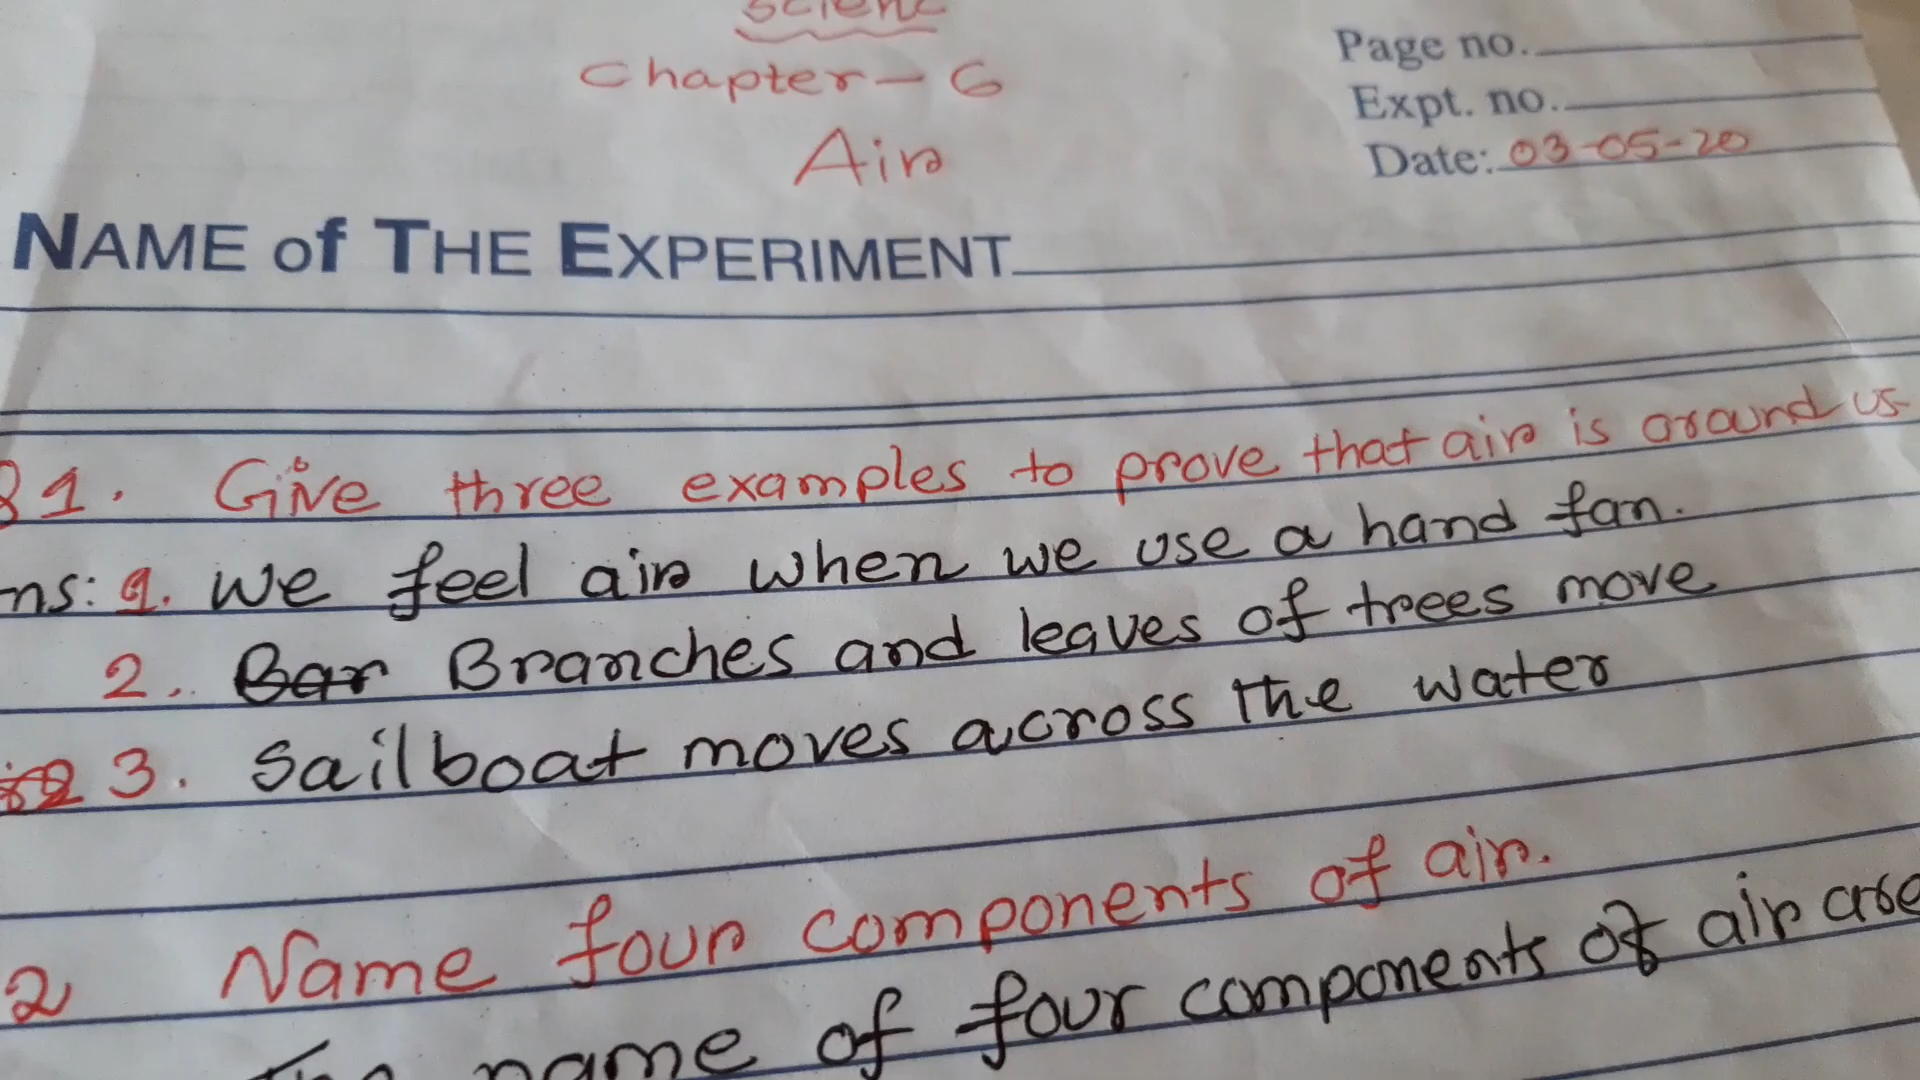 Science
Chapter - 6
Air
Page no.
Expt. no.
Date: 03-05-20
NAME of THE EXPERIMENT
1. Give three examples to prove that air is around us
ns: 1. We feel air when we use a hand fan.
2. Bar Branches and leaves of trees move
3. Sailboat moves across the water
2 Name four components of air.
name of four components of air are